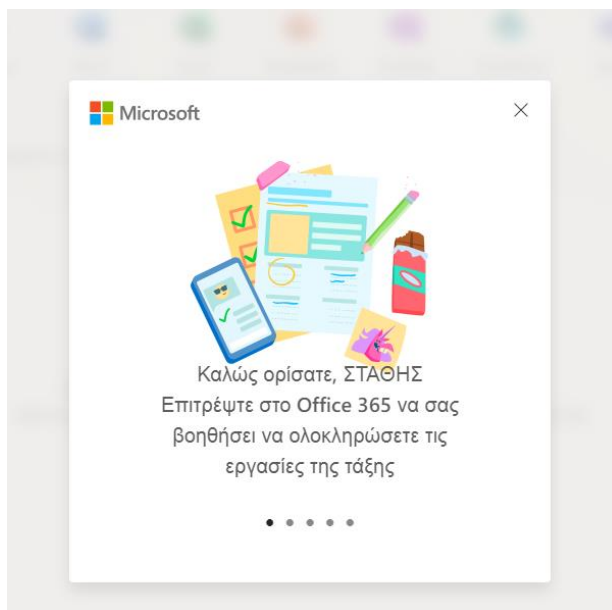 Microsoft
Καλώς ορίσατε, ΣΤΑΘΗΣ
Επιτρέψτε στο Office 365 να σας
βοηθήσει να ολοκληρώσετε τις
εργασίες της τάξης